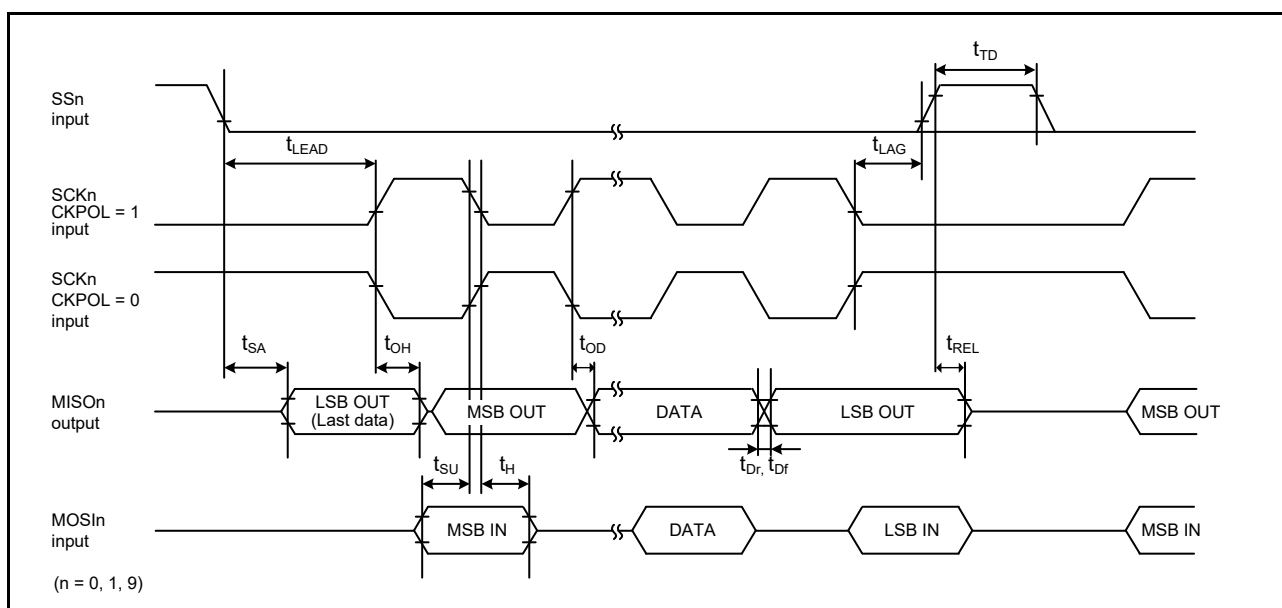 tTD
SSn
input
tLEAD
tLAG
SCKn
CKPOL = 1
input
SCKn
CKPOL = 0
input
tSA
tOH
tOD
tREL
MISOn
output
LSB OUT
(Last data)
MSB OUT
DATA
LSB OUT
MSB OUT
tSU
tH
tDr, tDf
MOSIn
input
MSB IN
DATA
LSB IN
MSB IN
(n = 0, 1, 9)